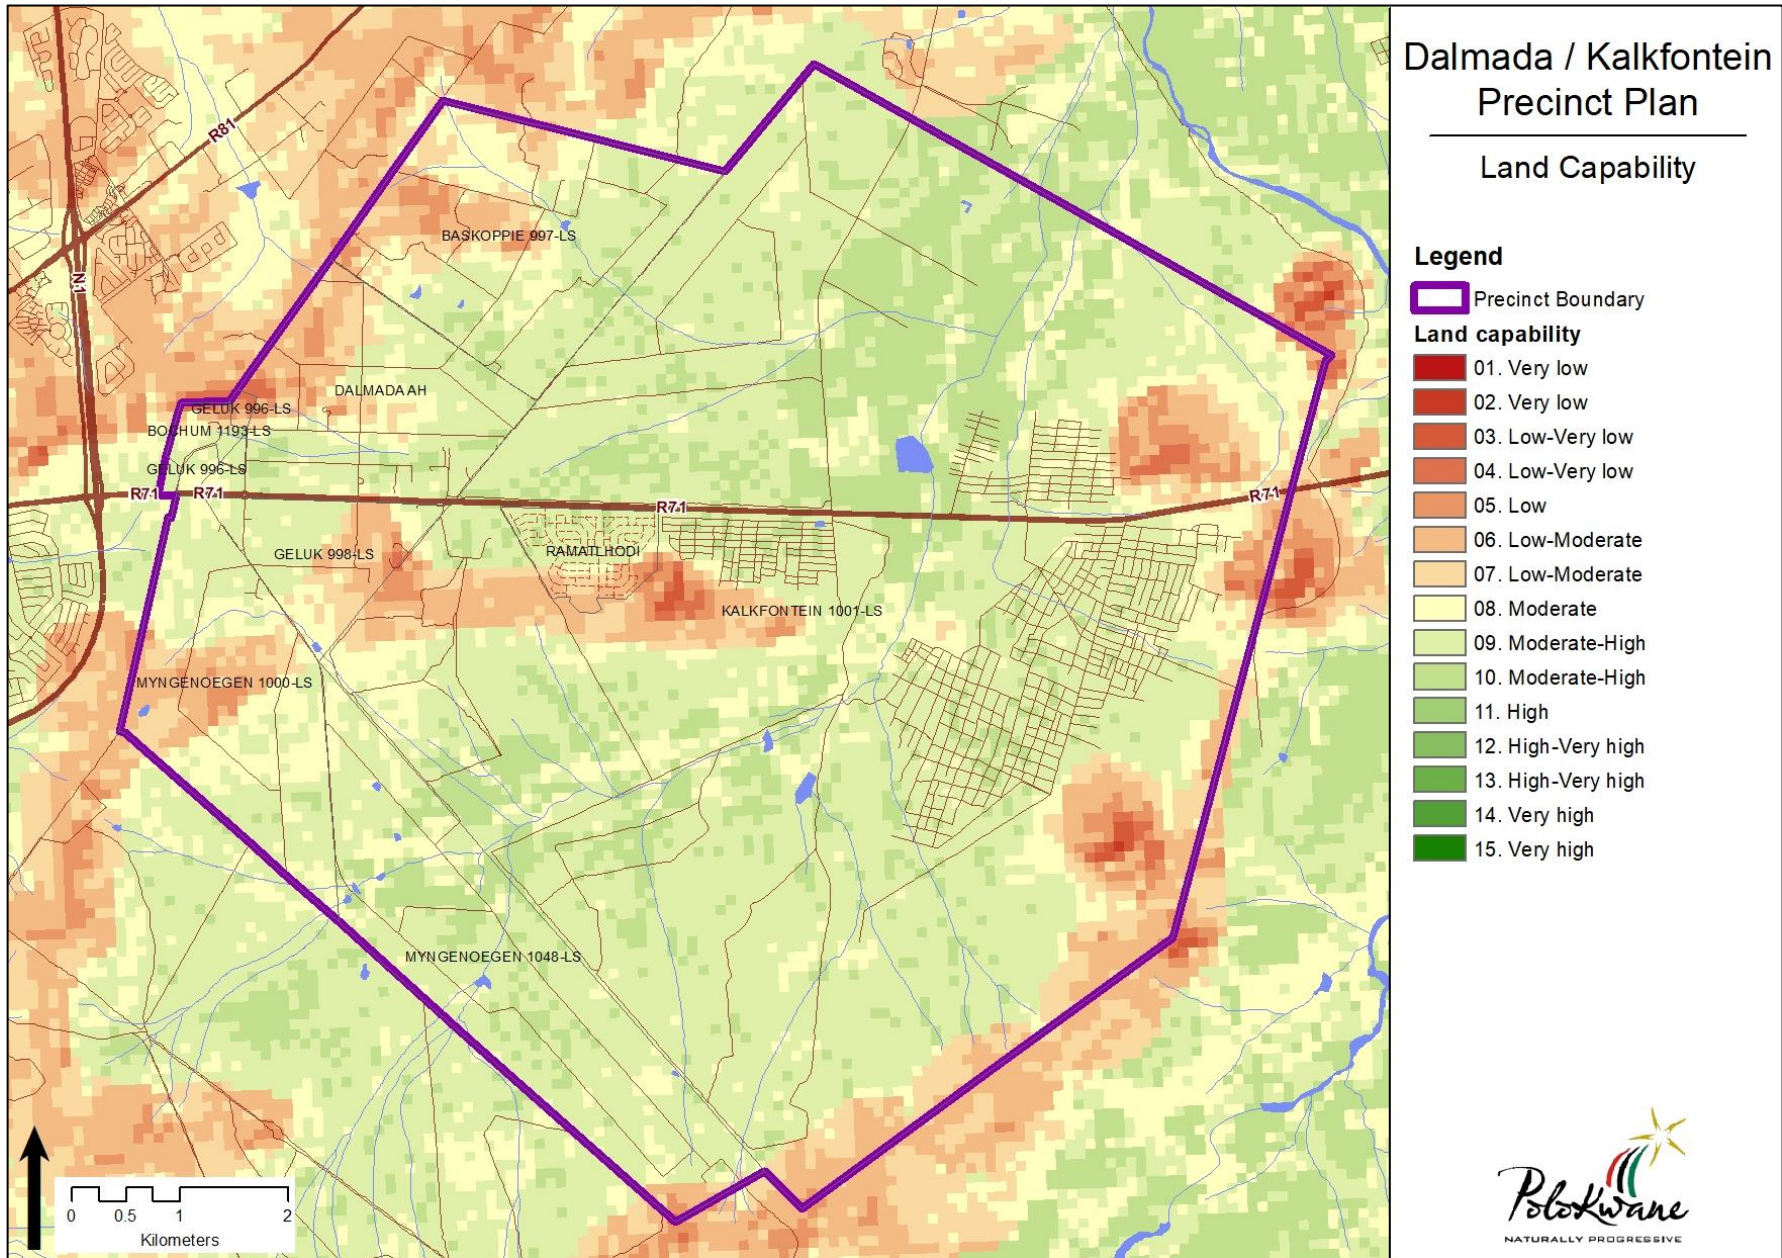 R81
N1
BASKOPPIE 997-LS
DALMADA AH
GELUK 996-LS
BOCHUM 1193-LS
GELUK 996-LS
R71
R71
R71
R71
GELUK 998-LS
RAMATLHODI
KALKFONTEIN 1001-LS
MYNGENOEGEN 1000-LS
MYNGENOEGEN 1048-LS
0 0.5 1 2
Kilometers
Dalmada / Kalkfontein
Precinct Plan
Land Capability
Legend
Precinct Boundary
Land capability
01. Very low
02. Very low
03. Low-Very low
04. Low-Very low
05. Low
06. Low-Moderate
07. Low-Moderate
08. Moderate
09. Moderate-High
10. Moderate-High
11. High
12. High-Very high
13. High-Very high
14. Very high
15. Very high
Polokwane
NATURALLY PROGRESSIVE